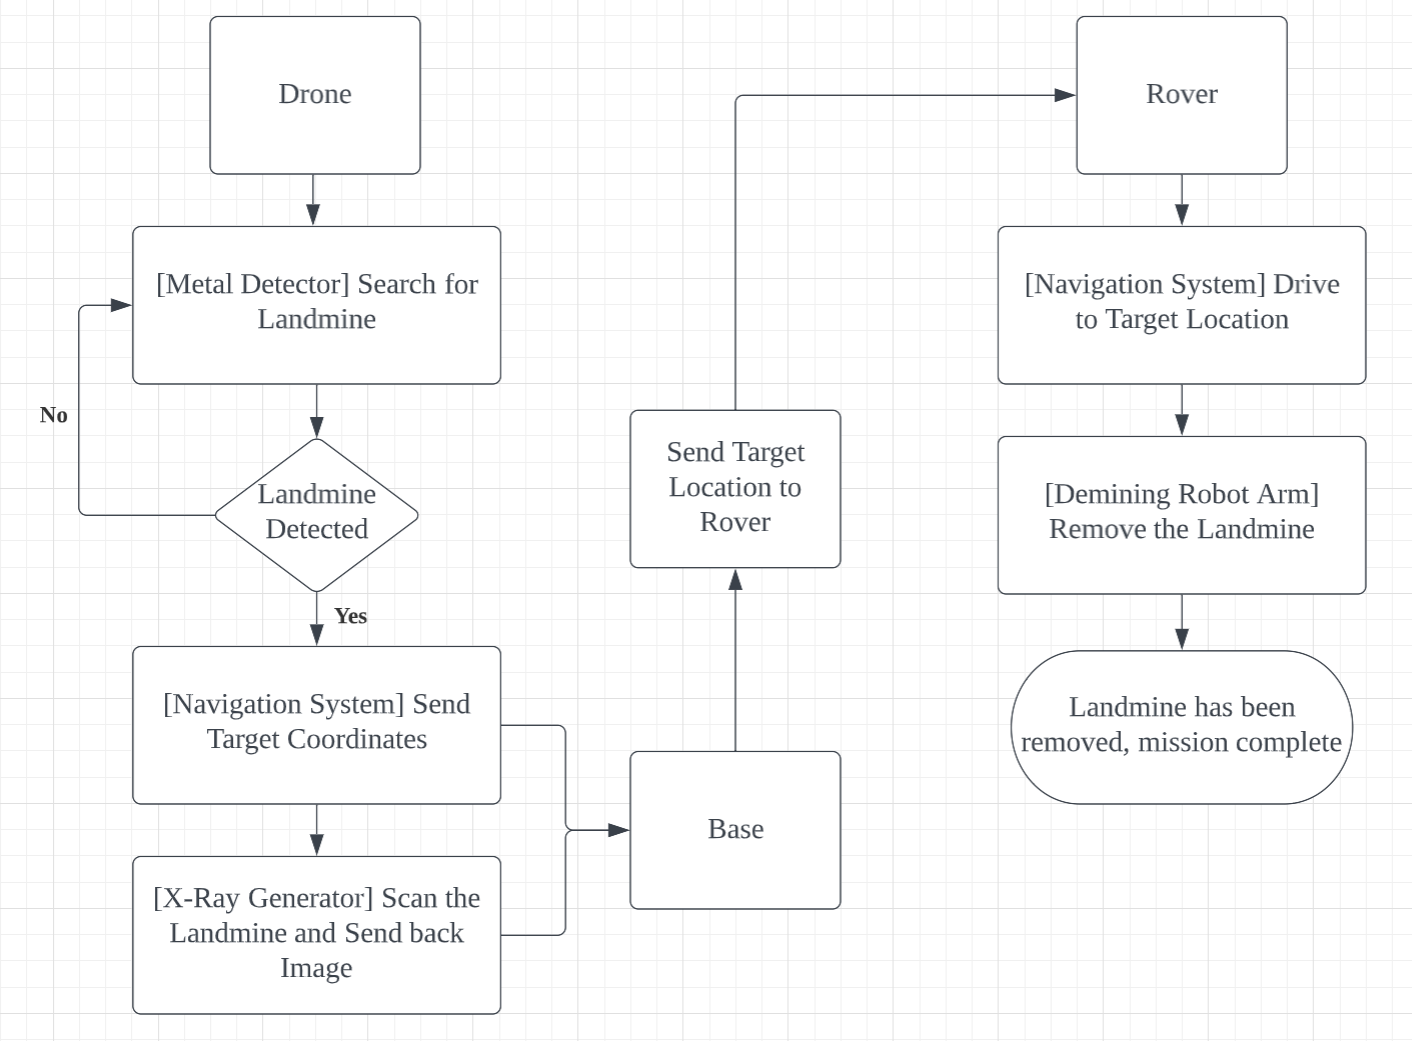 Drone
[Metal Detector] Search for
Landmine
No
Landmine
Detected
Yes
[Navigation System] Send
Target Coordinates
[X-Ray Generator] Scan the
Landmine and Send back
Image
Base
Send Target
Location to
Rover
Rover
[Navigation System] Drive
to Target Location
[Demining Robot Arm]
Remove the Landmine
Landmine has been
removed, mission complete